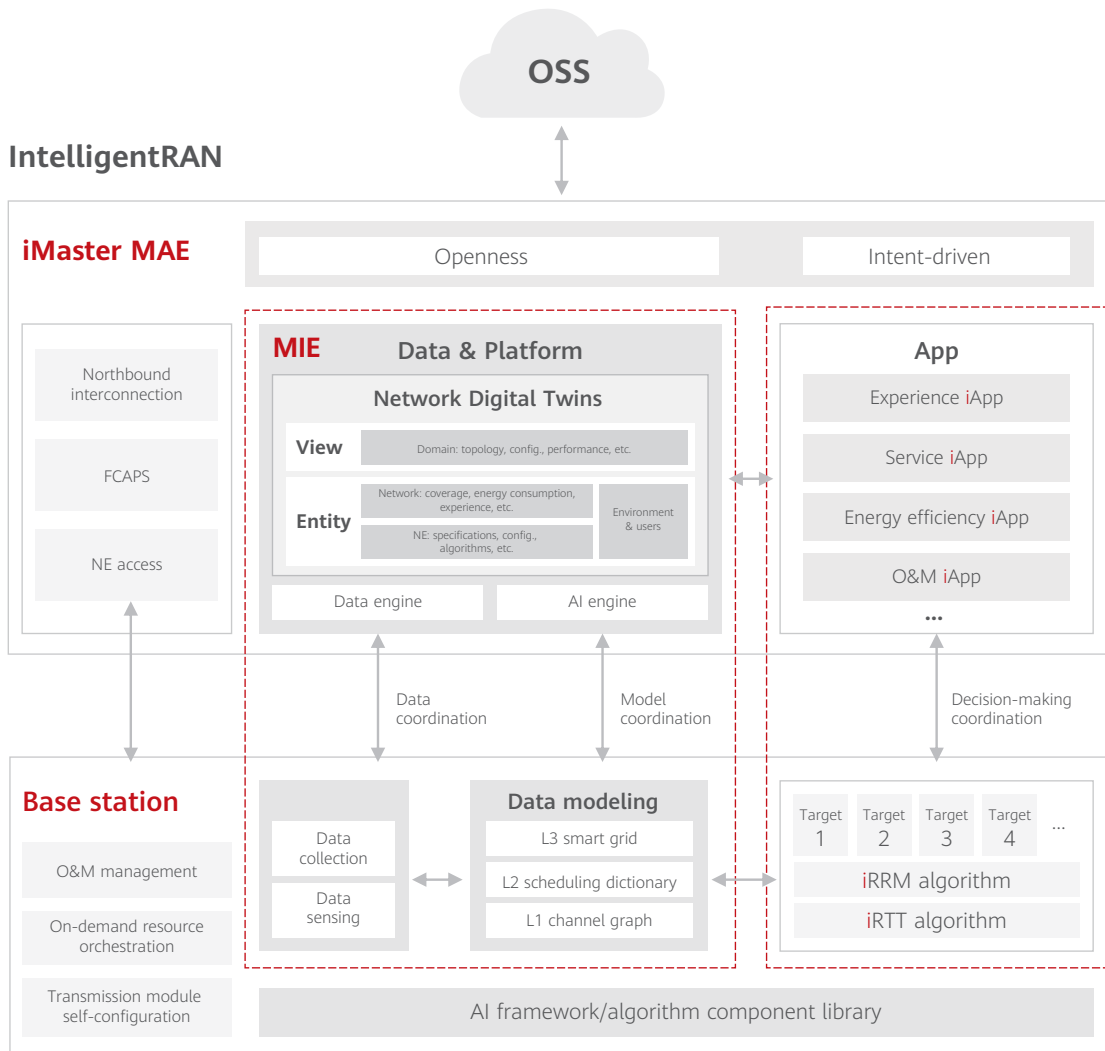 OSS
IntelligentRAN
iMaster MAE
Openness
Intent-driven
Northbound
interconnection
FCAPS
NE access
MIE
Data & Platform
Network Digital Twins
View
Domain: topology, config., performance, etc.
Entity
Network: coverage, energy consumption,
experience, etc.
NE: specifications, config.,
algorithms, etc.
Environment
& users
Data engine
AI engine
App
Experience iApp
Service iApp
Energy efficiency iApp
O&M iApp
...
Data
coordination
Model
coordination
Decision-making
coordination
Base station
O&M management
On-demand resource
orchestration
Transmission module
self-configuration
Data
collection
Data
sensing
Data modeling
L3 smart grid
L2 scheduling dictionary
L1 channel graph
Target
1
Target
2
Target
3
Target
4
...
iRRM algorithm
iRTT algorithm
AI framework/algorithm component library